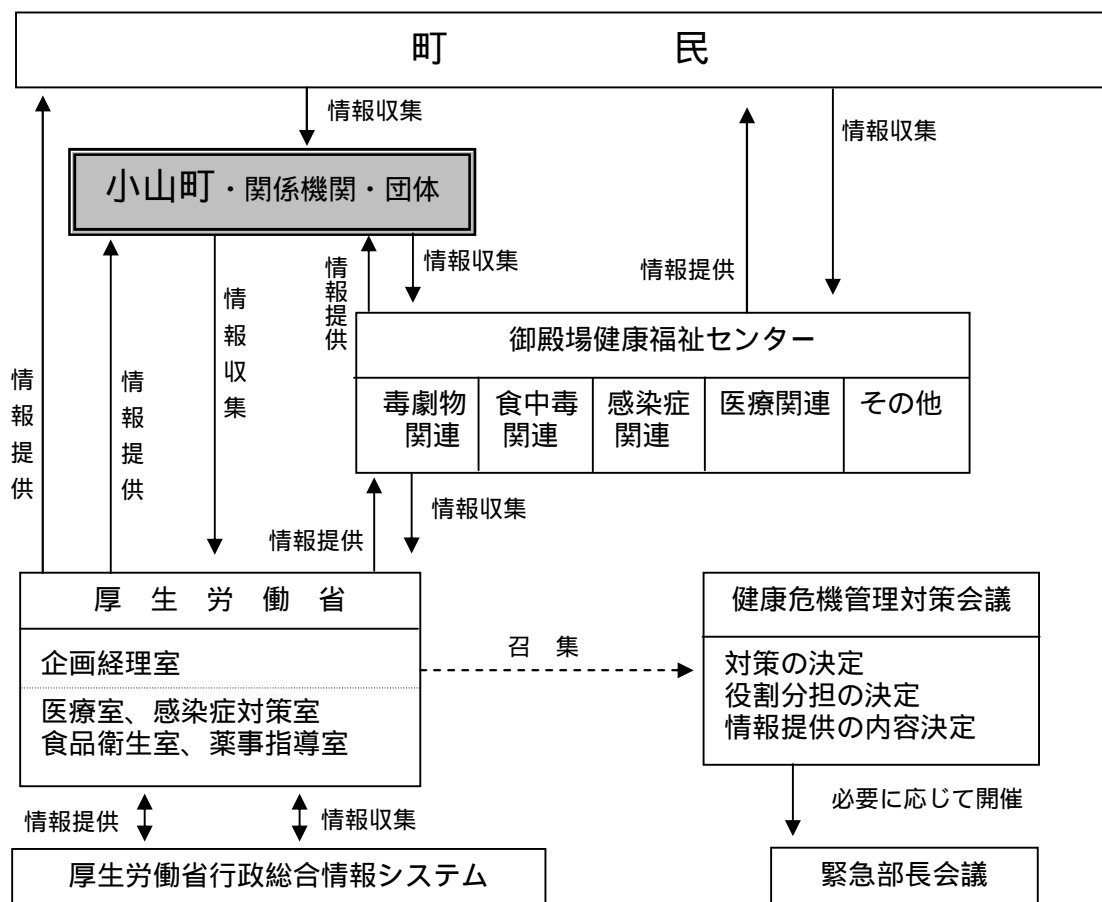 町　民
情報収集
情報収集
小山町・関係機関・団体
情報収集
情報提供
情報提供
情報収集
情報提供
情報提供
御殿場健康福祉センター
毒劇物
関連
食中毒
関連
感染症
関連
医療関連
その他
情報収集
情報提供
厚生労働省
企画経理室
医療室、感染症対策室
食品衛生室、薬事指導室
召集
健康危機管理対策会議
対策の決定
役割分担の決定
情報提供の内容決定
必要に応じて開催
情報提供
情報収集
厚生労働省行政総合情報システム
緊急部長会議